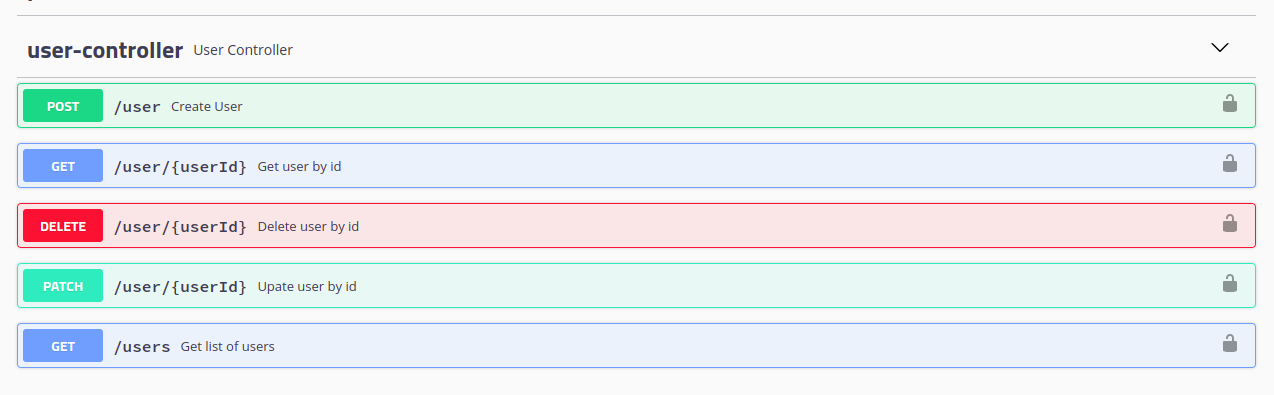 user-controller User Controller
POST /user Create User
GET /user/{userId} Get user by id
DELETE /user/{userId} Delete user by id
PATCH /user/{userId} Upate user by id
GET /users Get list of users